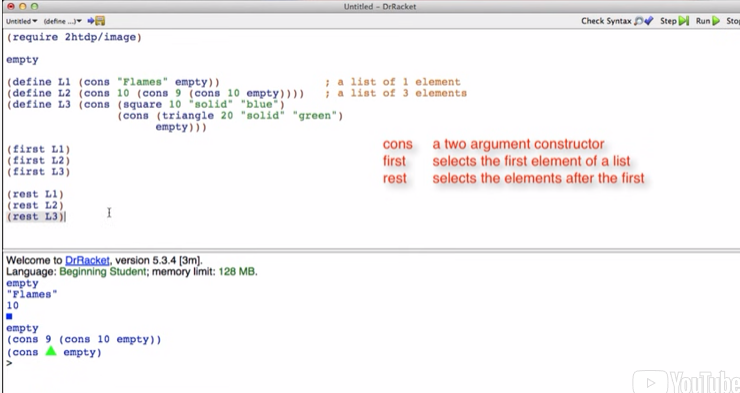 Untitled - DrRacket
Untitled▼ (define ...)▼ Check Syntax Step Run Stop
(require 2htdp/image)
empty
(define L1 (cons "Flames" empty)) ; a list of 1 element
(define L2 (cons 10 (cons 9 (cons 10 empty)))) ; a list of 3 elements
(define L3 (cons (square 10 "solid" "blue")
(cons (triangle 20 "solid" "green")
empty)))
(first L1)
(first L2)
(first L3)
(rest L1)
(rest L2)
(rest L3)
cons a two argument constructor
first selects the first element of a list
rest selects the elements after the first
Welcome to DrRacket, version 5.3.4 [3m].
Language: Beginning Student; memory limit: 128 MB.
empty
"Flames"
10
empty
(cons 9 (cons 10 empty))
(cons empty)
>
YouTube